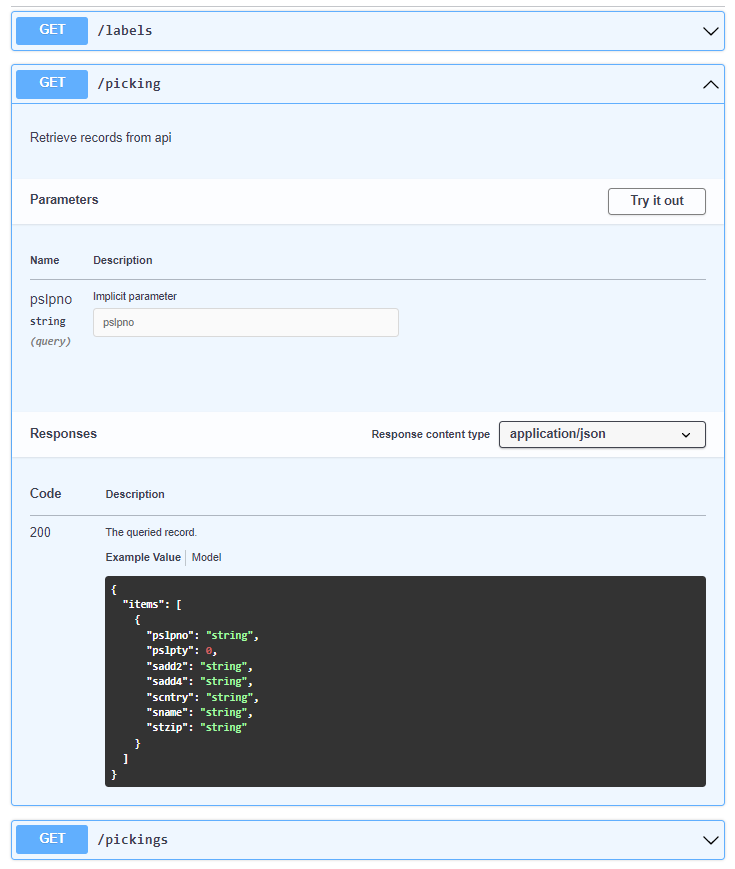 GET /labels
GET /picking
Retrieve records from api
Parameters
Try it out
Name Description
pslpno Implicit parameter
string pslpno
(query)
Responses
Response content type application/json
Code Description
200 The queried record.
Example Value Model
{
"items": [
{
"pslpno": "string",
"pslpty": 0,
"sadd2": "string",
"sadd4": "string",
"scntry": "string",
"sname": "string",
"stzip": "string"
}
]
}
GET /pickings